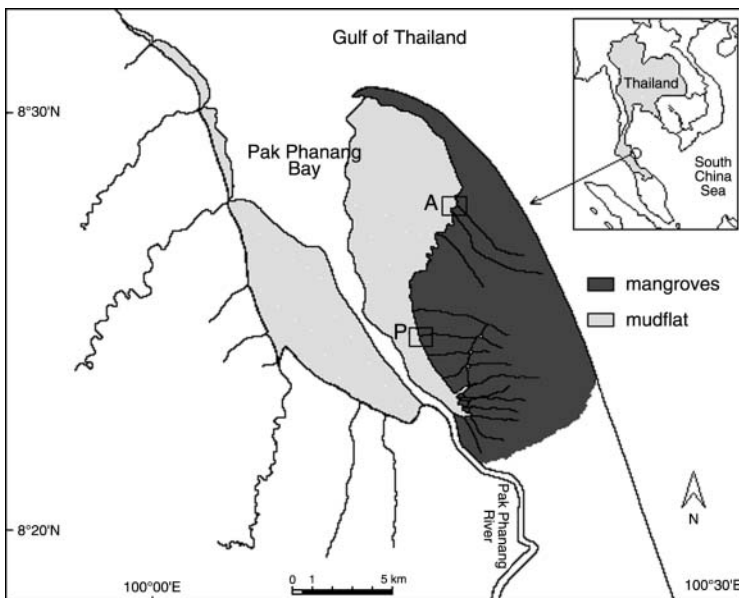 Gulf of Thailand
Thailand
8°30'N
Pak Phanang
Bay
South
China
Sea
A
mangroves
mudflat
P
Pak Phanang
River
N
8°20'N
100°00'E
0 1 5 km
100°30'E